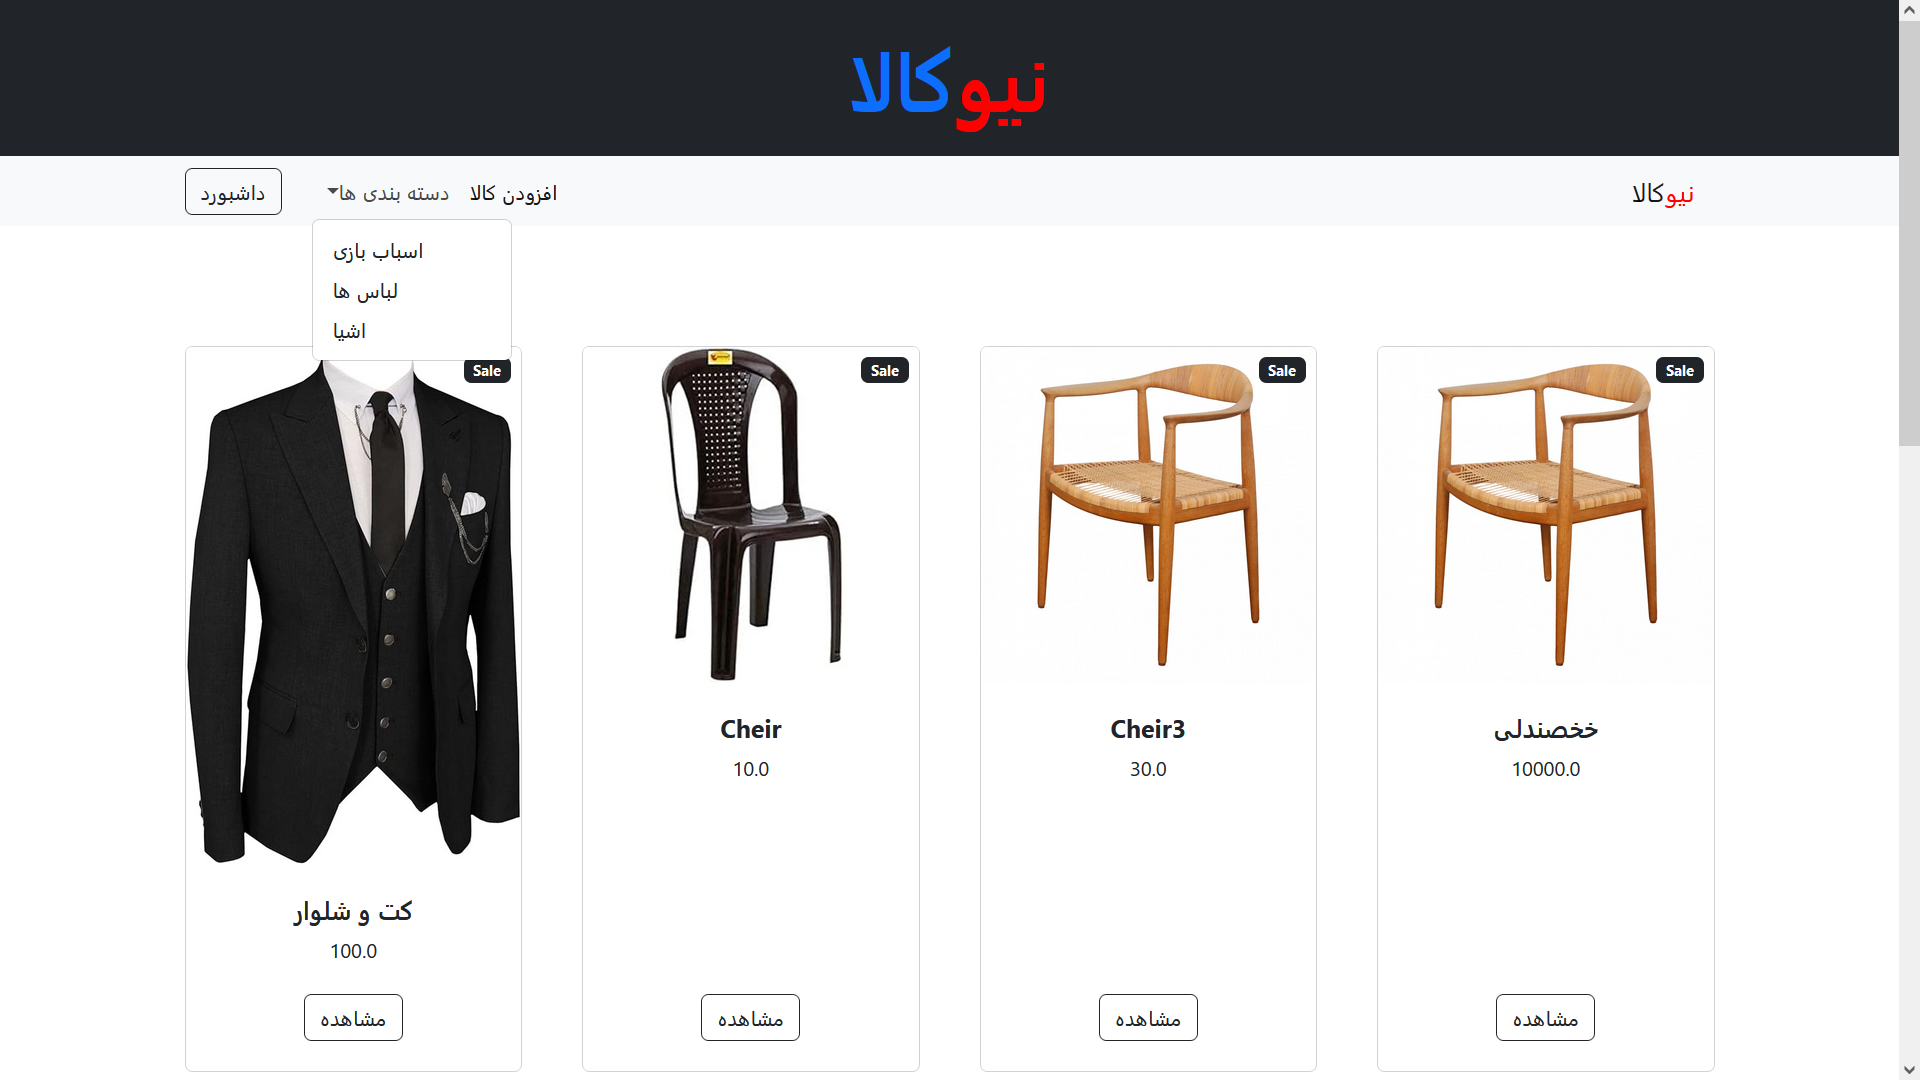 نیوکالا
نیوکالا
افزودن کالا
دسته بندی ها
داشبورد
اسباب بازی
لباس ها
اشیا
Sale
Sale
Sale
Sale
کت و شلوار
100.0
مشاهده
Cheir
10.0
مشاهده
Cheir3
30.0
مشاهده
خخصندلی
10000.0
مشاهده